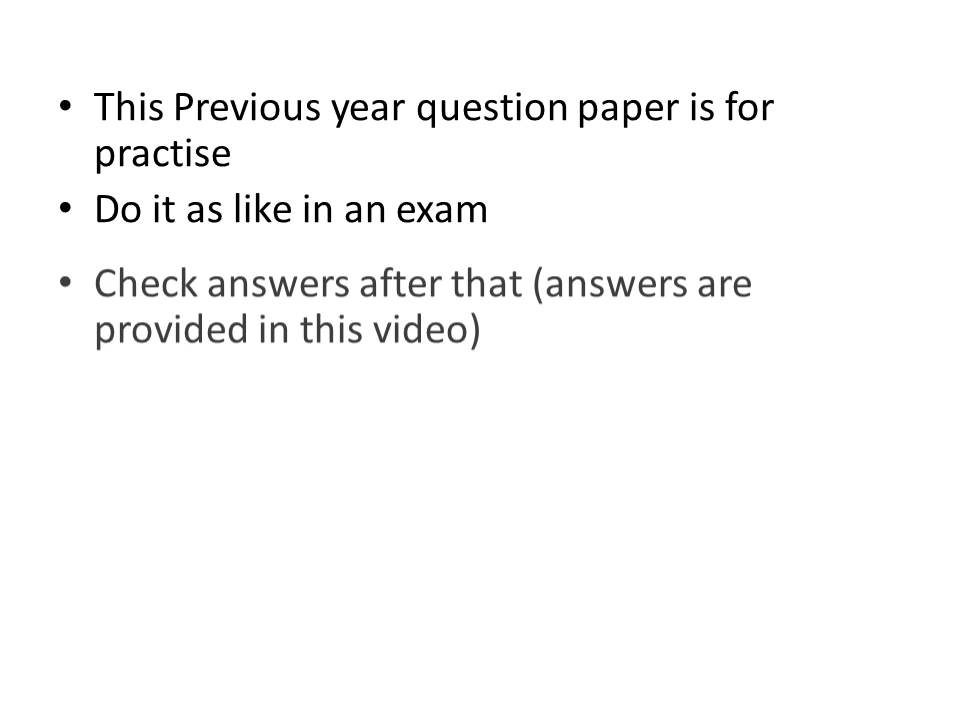 • This Previous year question paper is for
practise
• Do it as like in an exam
• Check answers after that (answers are
provided in this video)